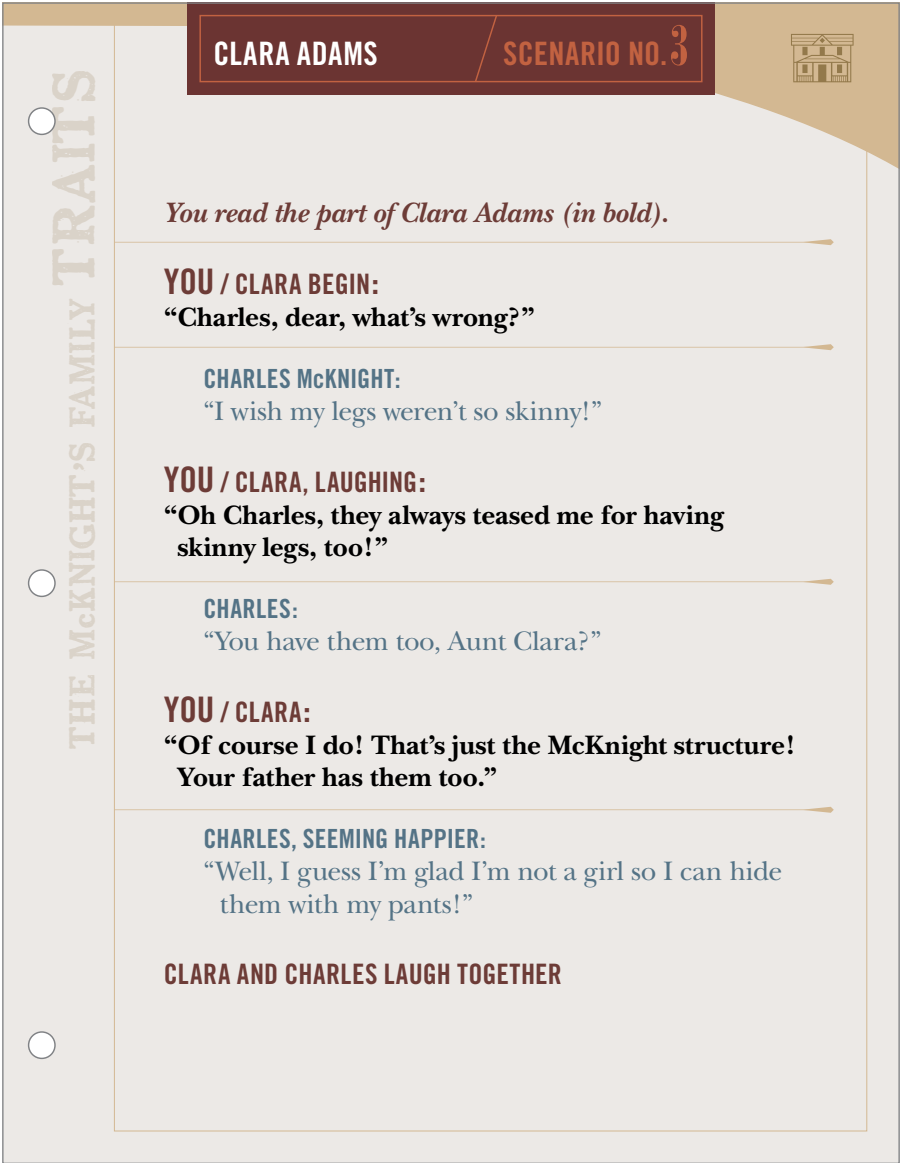 CLARA ADAMS
SCENARIO NO. 3
THE McKNIGHT'S FAMILY TRAITS
You read the part of Clara Adams (in bold).
YOU / CLARA BEGIN:
“Charles, dear, what’s wrong?”
CHARLES McKNIGHT:
“I wish my legs weren’t so skinny!”
YOU / CLARA, LAUGHING:
“Oh Charles, they always teased me for having
skinny legs, too!”
CHARLES:
“You have them too, Aunt Clara?”
YOU / CLARA:
“Of course I do! That’s just the McKnight structure!
Your father has them too.”
CHARLES, SEEMING HAPPIER:
“Well, I guess I’m glad I’m not a girl so I can hide
them with my pants!”
CLARA AND CHARLES LAUGH TOGETHER